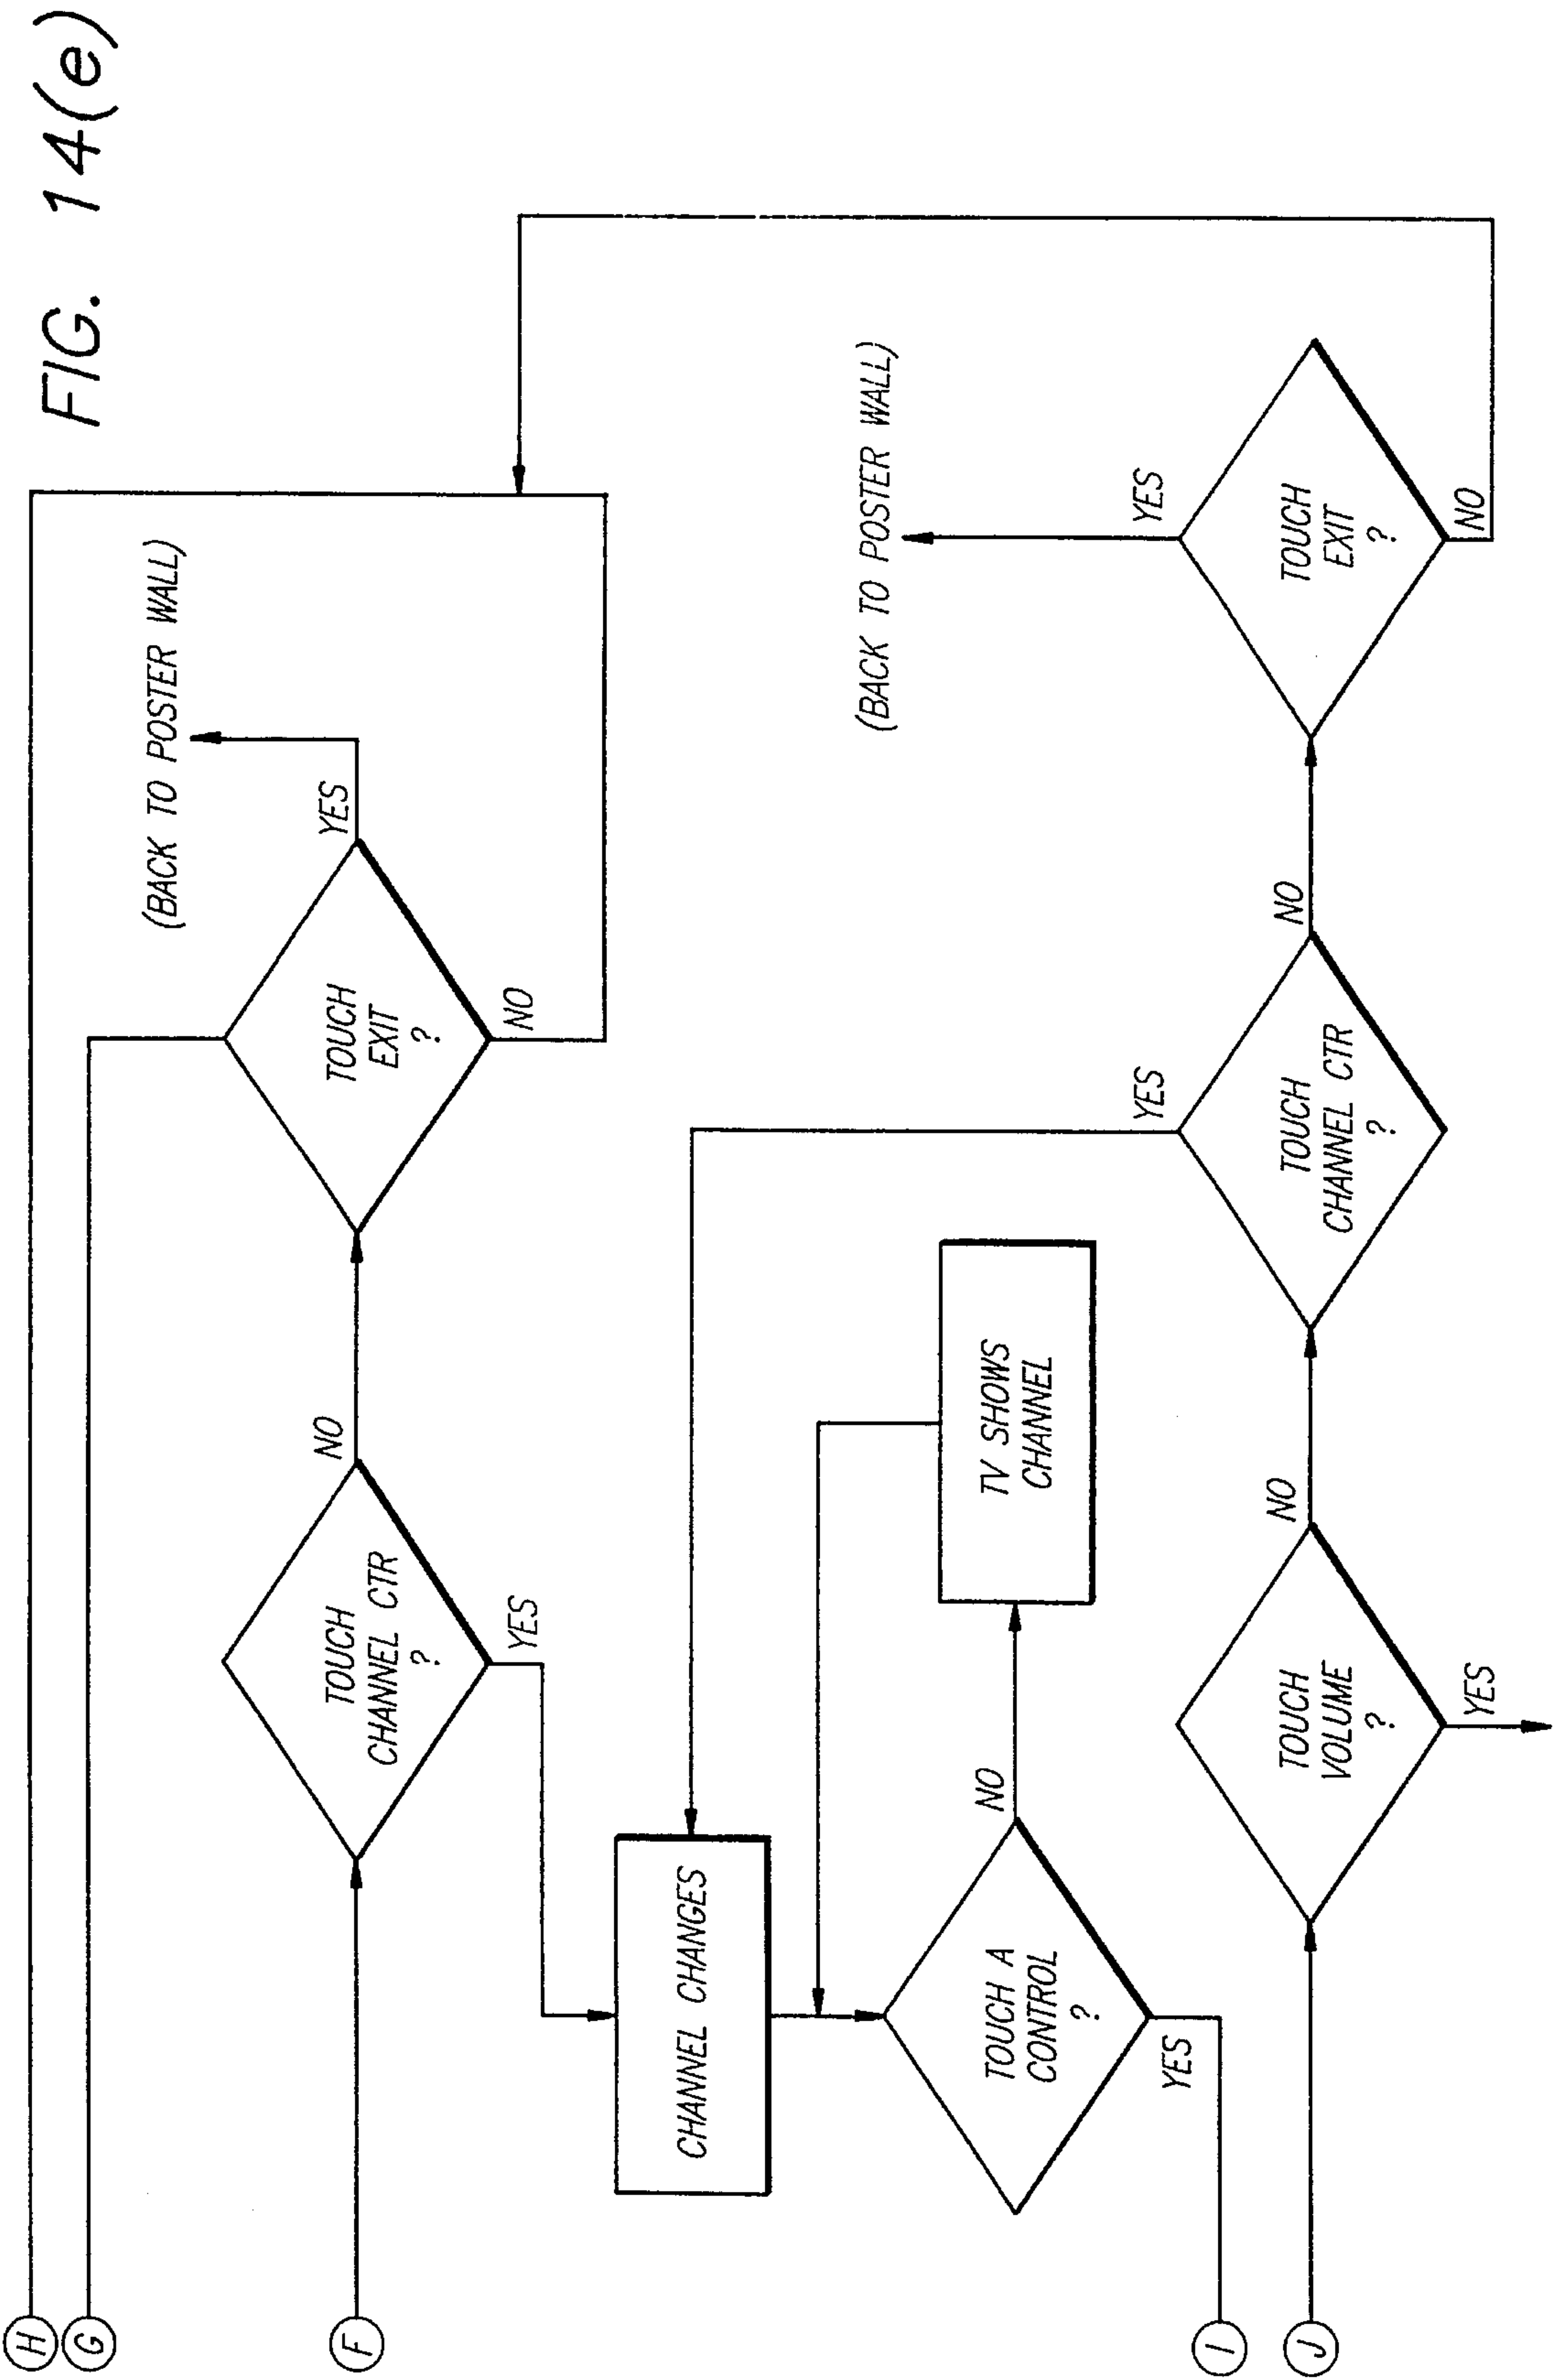 FIG. 14(e)
H
G
(BACK TO POSTER WALL)
F
TOUCH
CHANNEL CTR
?
NO
YES
TOUCH
EXIT
?
YES
NO
CHANNEL CHANGES
TOUCH A
CONTROL
?
NO
YES
TV SHOWS
CHANNEL
(BACK TO POSTER WALL)
I
J
TOUCH
VOLUME
?
NO
YES
TOUCH
CHANNEL CTR
?
YES
NO
TOUCH
EXIT
?
YES
NO